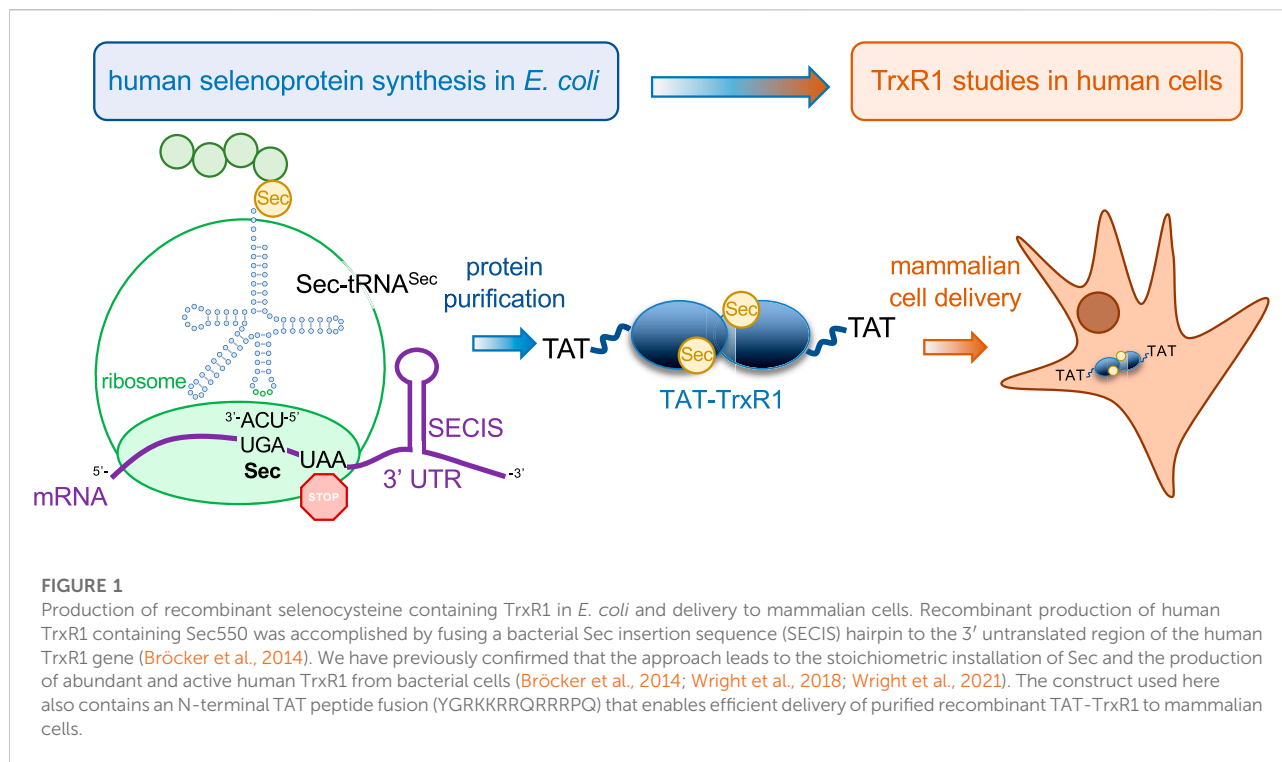 human selenoprotein synthesis in E. coli
TrxR1 studies in human cells
Sec
Sec-tRNASec
ribosome
3'-ACU-5'
UGA
UAA
Sec
STOP
5'-
mRNA
SECIS
3' UTR
-3'
protein
purification
TAT
Sec
Sec
TAT
TAT-TrxR1
mammalian
cell delivery
TAT
TAT
FIGURE 1
Production of recombinant selenocysteine containing TrxR1 in E. coli and delivery to mammalian cells. Recombinant production of human
TrxR1 containing Sec550 was accomplished by fusing a bacterial Sec insertion sequence (SECIS) hairpin to the 3′ untranslated region of the human
TrxR1 gene (Bröcker et al., 2014). We have previously confirmed that the approach leads to the stoichiometric installation of Sec and the production
of abundant and active human TrxR1 from bacterial cells (Bröcker et al., 2014; Wright et al., 2018; Wright et al., 2021). The construct used here
also contains an N-terminal TAT peptide fusion (YGRKKRRQRRRPQ) that enables efficient delivery of purified recombinant TAT-TrxR1 to mammalian
cells.